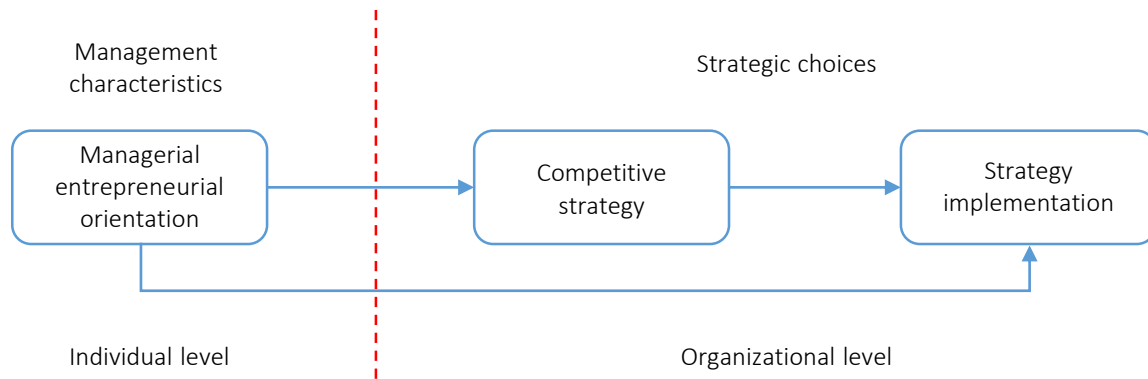 Management
characteristics
Strategic choices
Managerial
entrepreneurial
orientation
Competitive
strategy
Strategy
implementation
Individual level
Organizational level